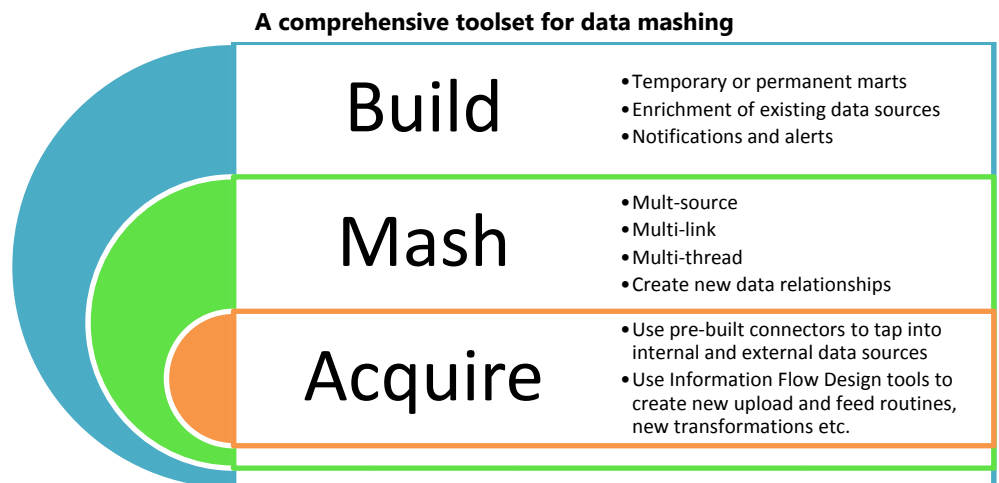 A comprehensive toolset for data mashing
Build
•Temporary or permanent marts
•Enrichment of existing data sources
•Notifications and alerts
Mash
•Mult-source
•Multi-link
•Multi-thread
•Create new data relationships
Acquire
•Use pre-built connectors to tap into
internal and external data sources
•Use Information Flow Design tools to
create new upload and feed routines,
new transformations etc.